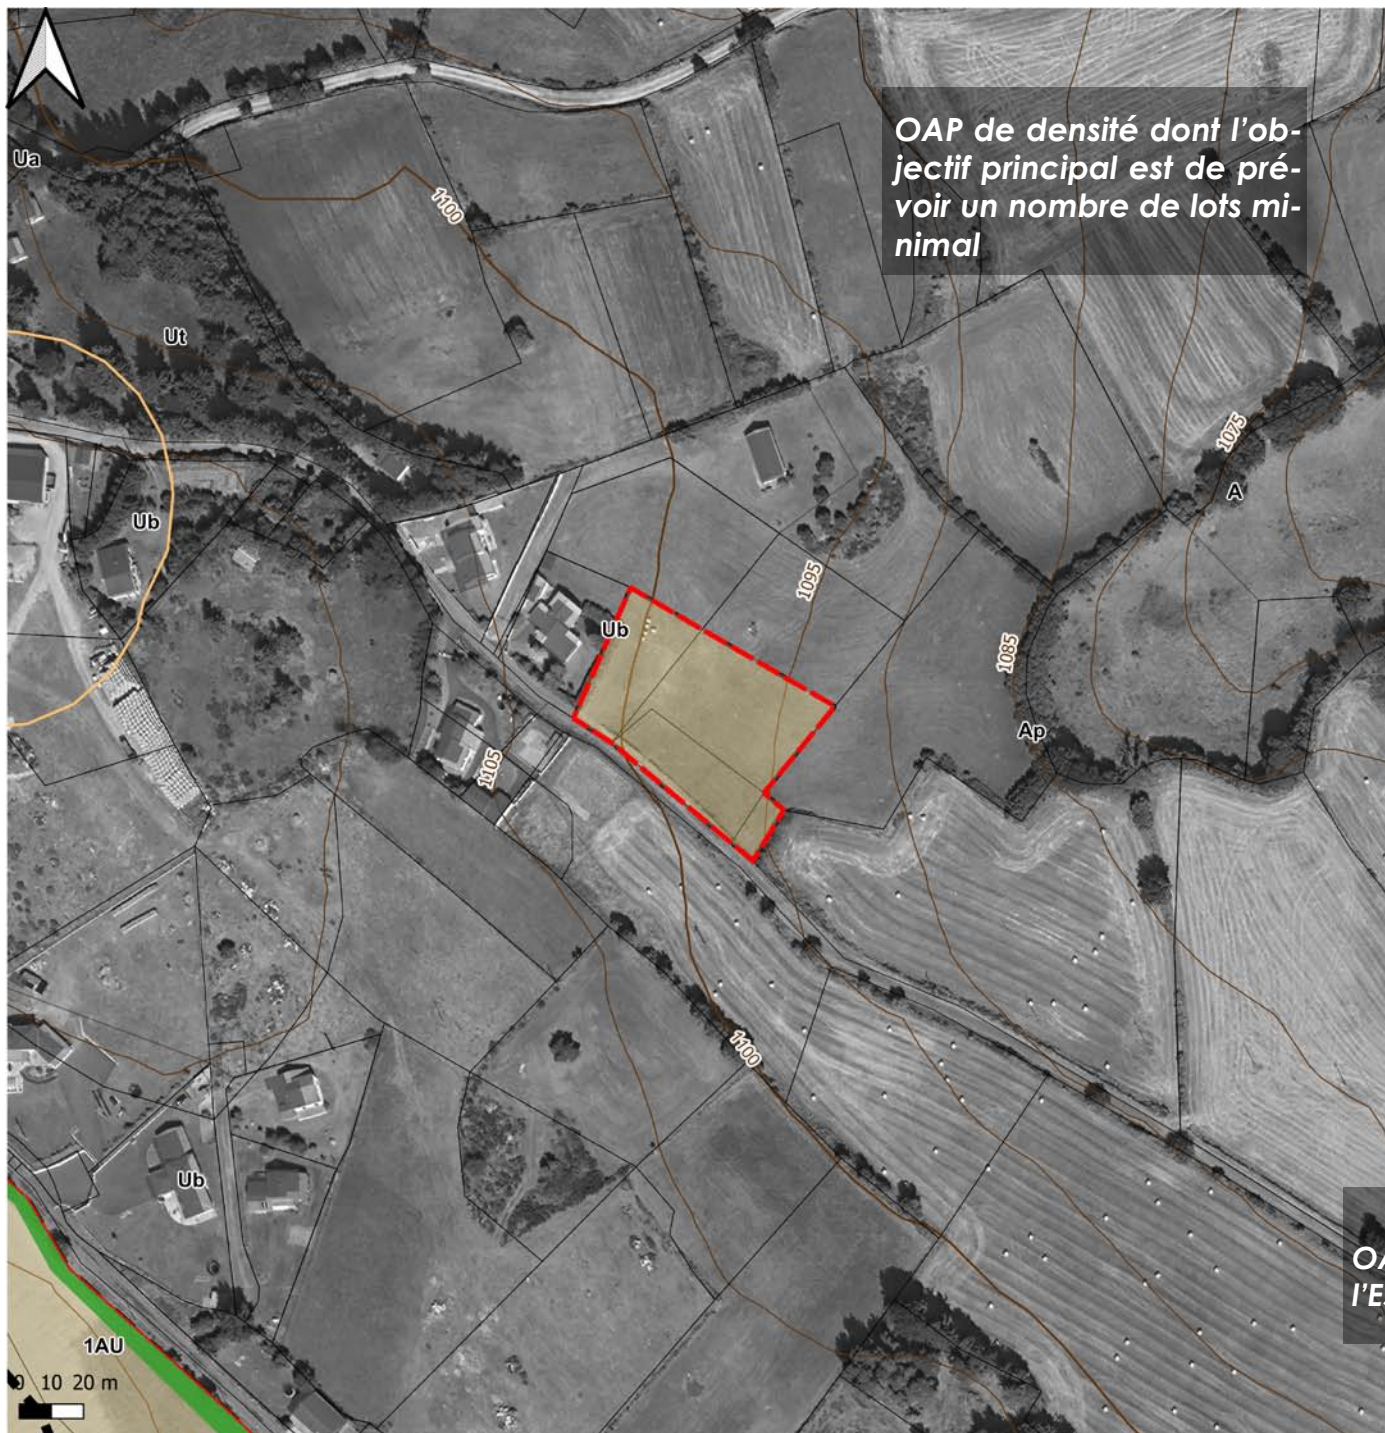 OAP de densité dont l'ob-
jectif principal est de pré-
voir un nombre de lots mi-
nimal
Ua
1100
Ut
1075
A
Ub
1095
Ub
1085
Ap
1105
1100
Ub
1AU
0 10 20 m